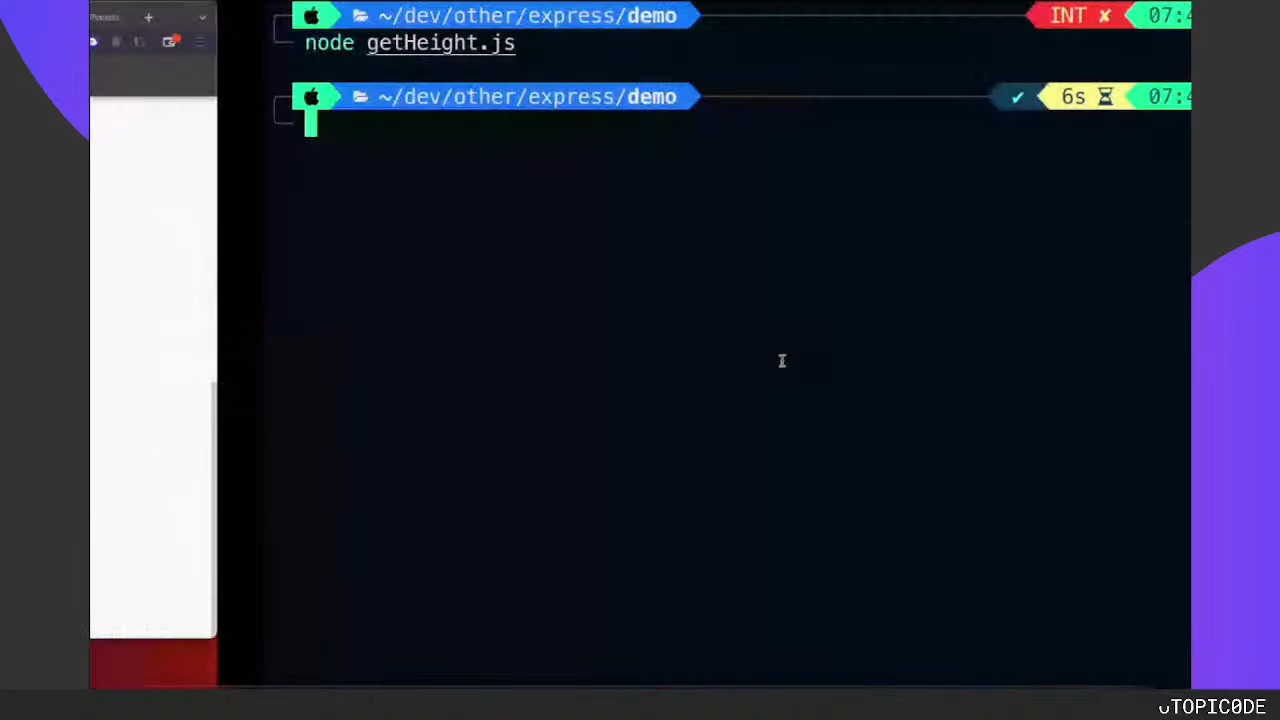 ~/dev/other/express/demo INT ✘ 07:4
node getHeight.js
~/dev/other/express/demo ✔ 6s 07:4
υTOPIC0DE